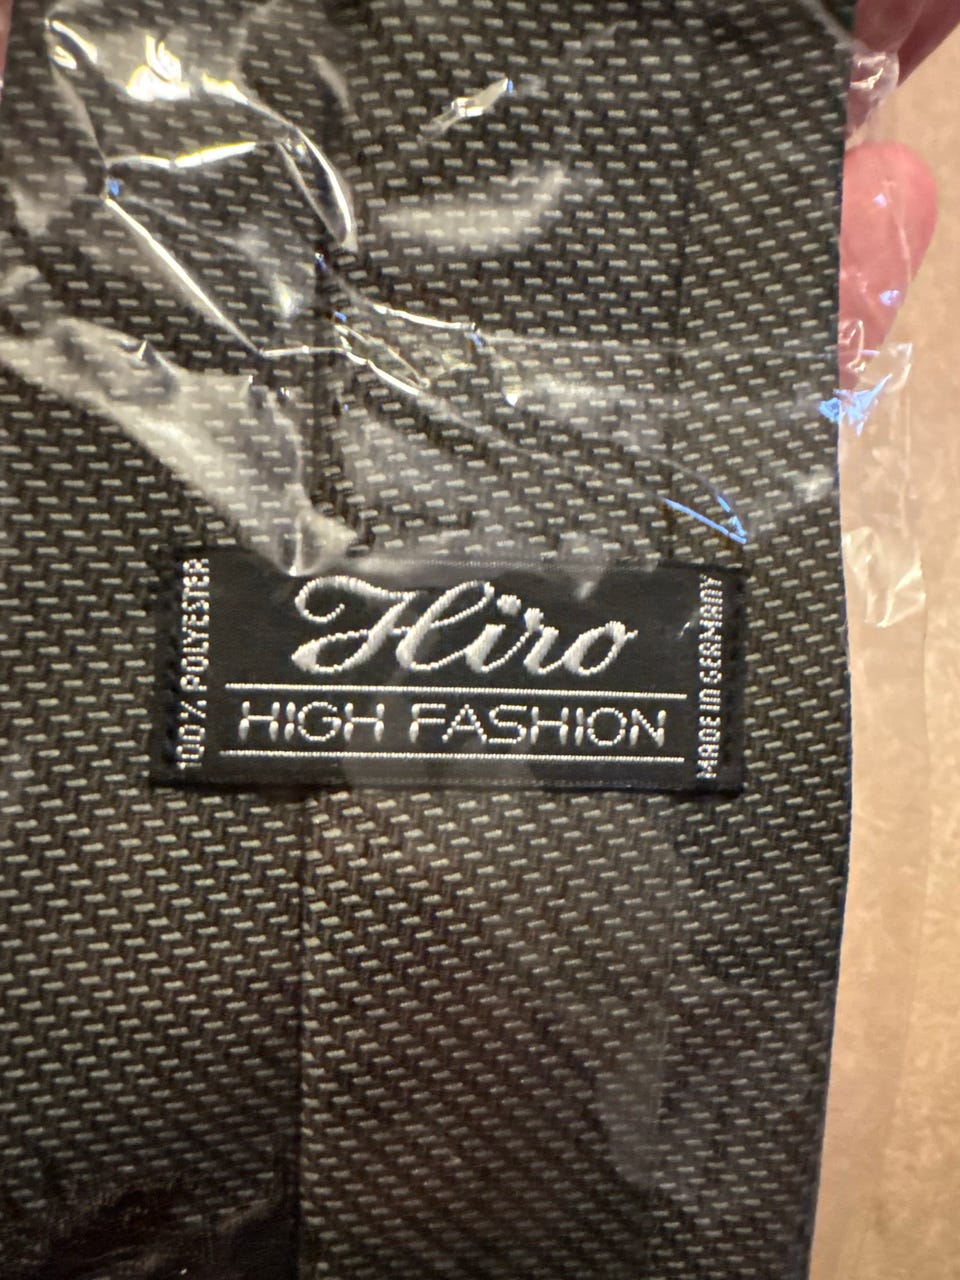 100% POLYESTER
Hiro
HIGH FASHION
MADE IN GERMANY